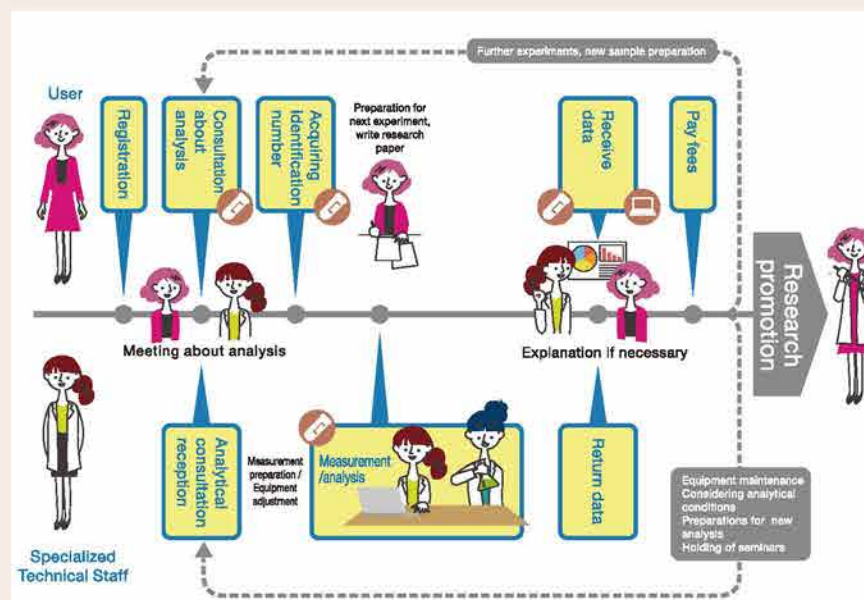 Further experiments, new sample preparation
User
Registration
Consultation
about
analysis
Acquiring
identification
number
Preparation for
next experiment,
write research
paper
Receive
data
Pay fees
Research
promotion
Meeting about analysis
Explanation if necessary
Analytical
consultation
reception
Measurement
preparation /
Equipment
adjustment
Measurement
/analysis
Return data
Equipment maintenance
Considering analytical
conditions
Preparations for new
analysis
Holding of seminars
Specialized
Technical Staff